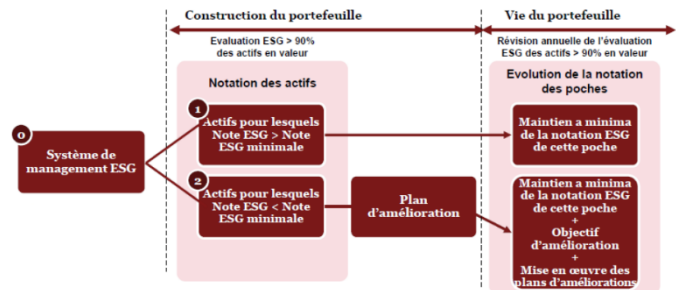 Construction du portefeuille
Vie du portefeuille
Evaluation ESG > 90%
des actifs en valeur
Révision annuelle de l'évaluation
ESG des actifs > 90% en valeur
Notation des actifs
Evolution de la notation
des poches
0
Système de
management ESG
1
Actifs pour lesquels
Note ESG > Note
ESG minimale
Maintien a minima
de la notation ESG
de cette poche
2
Actifs pour lesquels
Note ESG < Note
ESG minimale
Plan
d'amélioration
Maintien a minima
de la notation ESG
de cette poche
+
Objectif
d'amélioration
+
Mise en œuvre des
plans d'améliorations